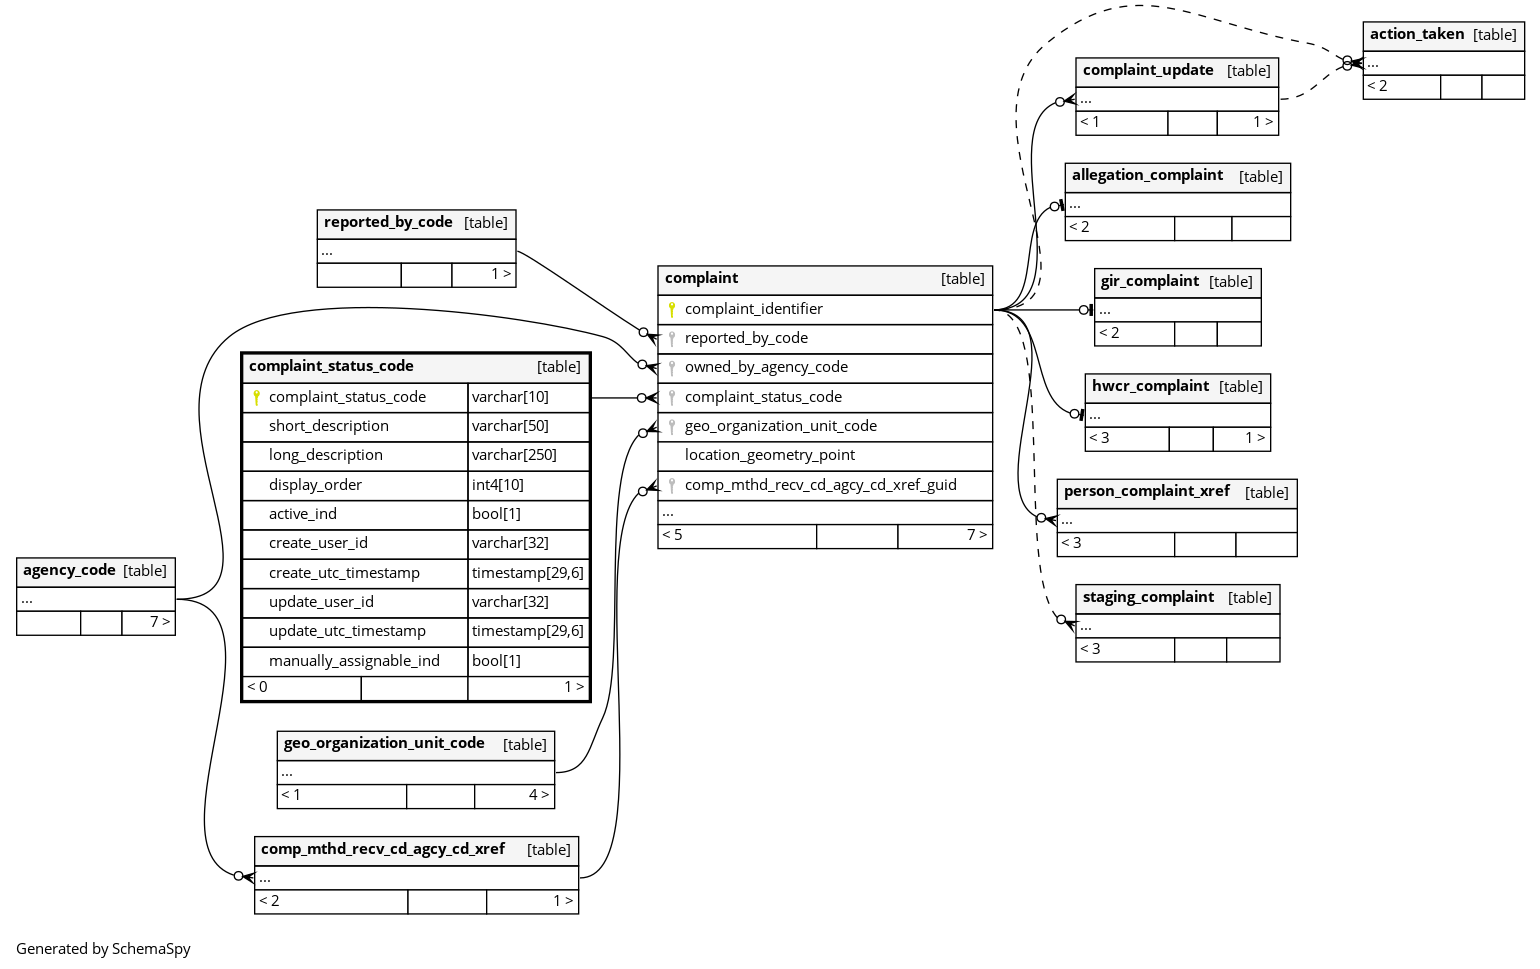 action_taken [table]
...
< 2
complaint_update [table]
...
< 1 1 >
allegation_complaint [table]
...
< 2
reported_by_code [table]
...
1 >
complaint [table]
complaint_identifier
reported_by_code
owned_by_agency_code
complaint_status_code
geo_organization_unit_code
location_geometry_point
comp_mthd_recv_cd_agcy_cd_xref_guid
...
< 5 7 >
gir_complaint [table]
...
< 2
complaint_status_code [table]
complaint_status_code varchar[10]
short_description varchar[50]
long_description varchar[250]
display_order int4[10]
active_ind bool[1]
create_user_id varchar[32]
create_utc_timestamp timestamp[29,6]
update_user_id varchar[32]
update_utc_timestamp timestamp[29,6]
manually_assignable_ind bool[1]
< 0 1 >
hwcr_complaint [table]
...
< 3 1 >
person_complaint_xref [table]
...
< 3
agency_code [table]
...
7 >
staging_complaint [table]
...
< 3
geo_organization_unit_code [table]
...
< 1 4 >
comp_mthd_recv_cd_agcy_cd_xref [table]
...
< 2 1 >
Generated by SchemaSpy